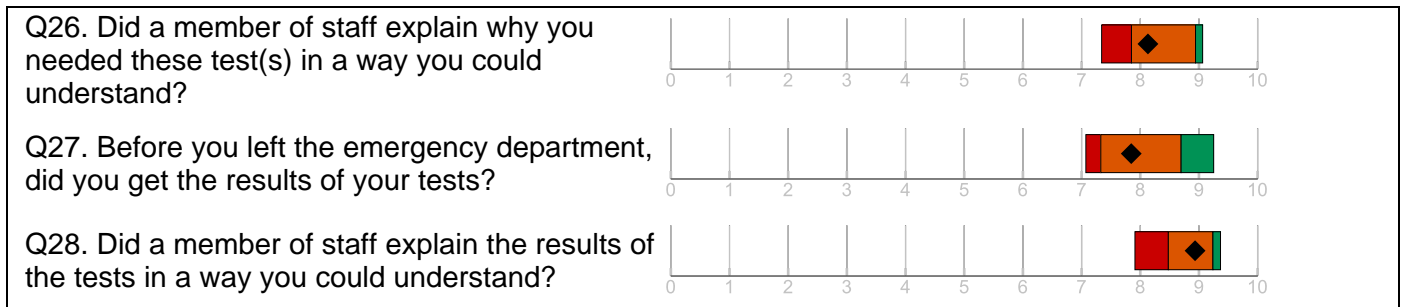 Q26. Did a member of staff explain why you
needed these test(s) in a way you could
understand?
0 1 2 3 4 5 6 7 8 9 10
Q27. Before you left the emergency department,
did you get the results of your tests?
0 1 2 3 4 5 6 7 8 9 10
Q28. Did a member of staff explain the results of
the tests in a way you could understand?
0 1 2 3 4 5 6 7 8 9 10